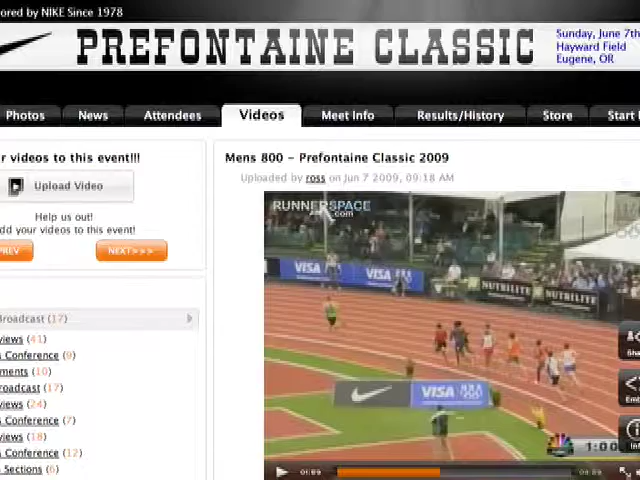 ored by NIKE Since 1978
PREFONTAINE CLASSIC
Sunday, June 7th
Hayward Field
Eugene, OR
Photos News Attendees Videos Meet Info Results/History Store Start
r videos to this event!!!
Upload Video
Help us out!
dd your videos to this event!
PREV NEXT>>>
Broadcast (17)
views (41)
s Conference (9)
ments (10)
roadcast (17)
views (24)
s Conference (7)
views (18)
s Conference (12)
Sections (6)
Mens 800 - Prefontaine Classic 2009
Uploaded by ross on Jun 7 2009, 09:18 AM
RUNNERSPACE
.com
VISA VISA NUTRILITE NUTRILITE
VISA
1:00
01:09